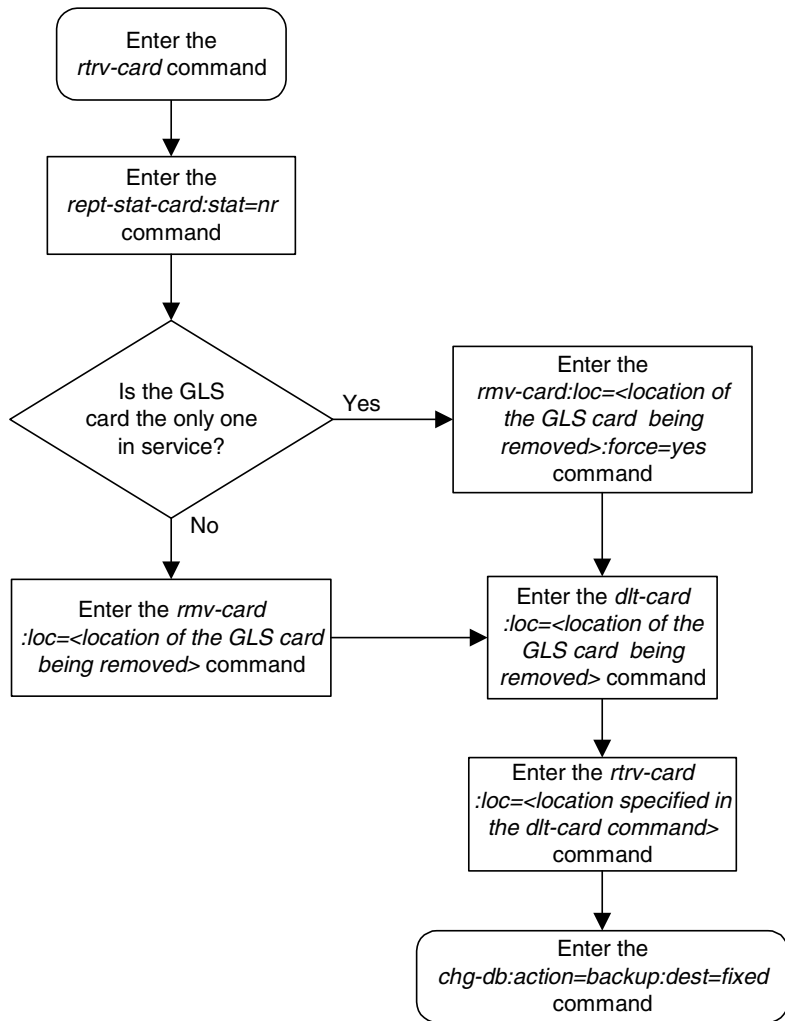 Enter the
rtrv-card command
Enter the
rept-stat-card:stat=nr
command
Is the GLS
card the only one
in service?
Yes
Enter the
rmv-card:loc=<location of
the GLS card being
removed>:force=yes
command
No
Enter the rmv-card
:loc=<location of the GLS card
being removed> command
Enter the dlt-card
:loc=<location of the
GLS card being
removed> command
Enter the rtrv-card
:loc=<location specified in
the dlt-card command>
command
Enter the
chg-db:action=backup:dest=fixed
command